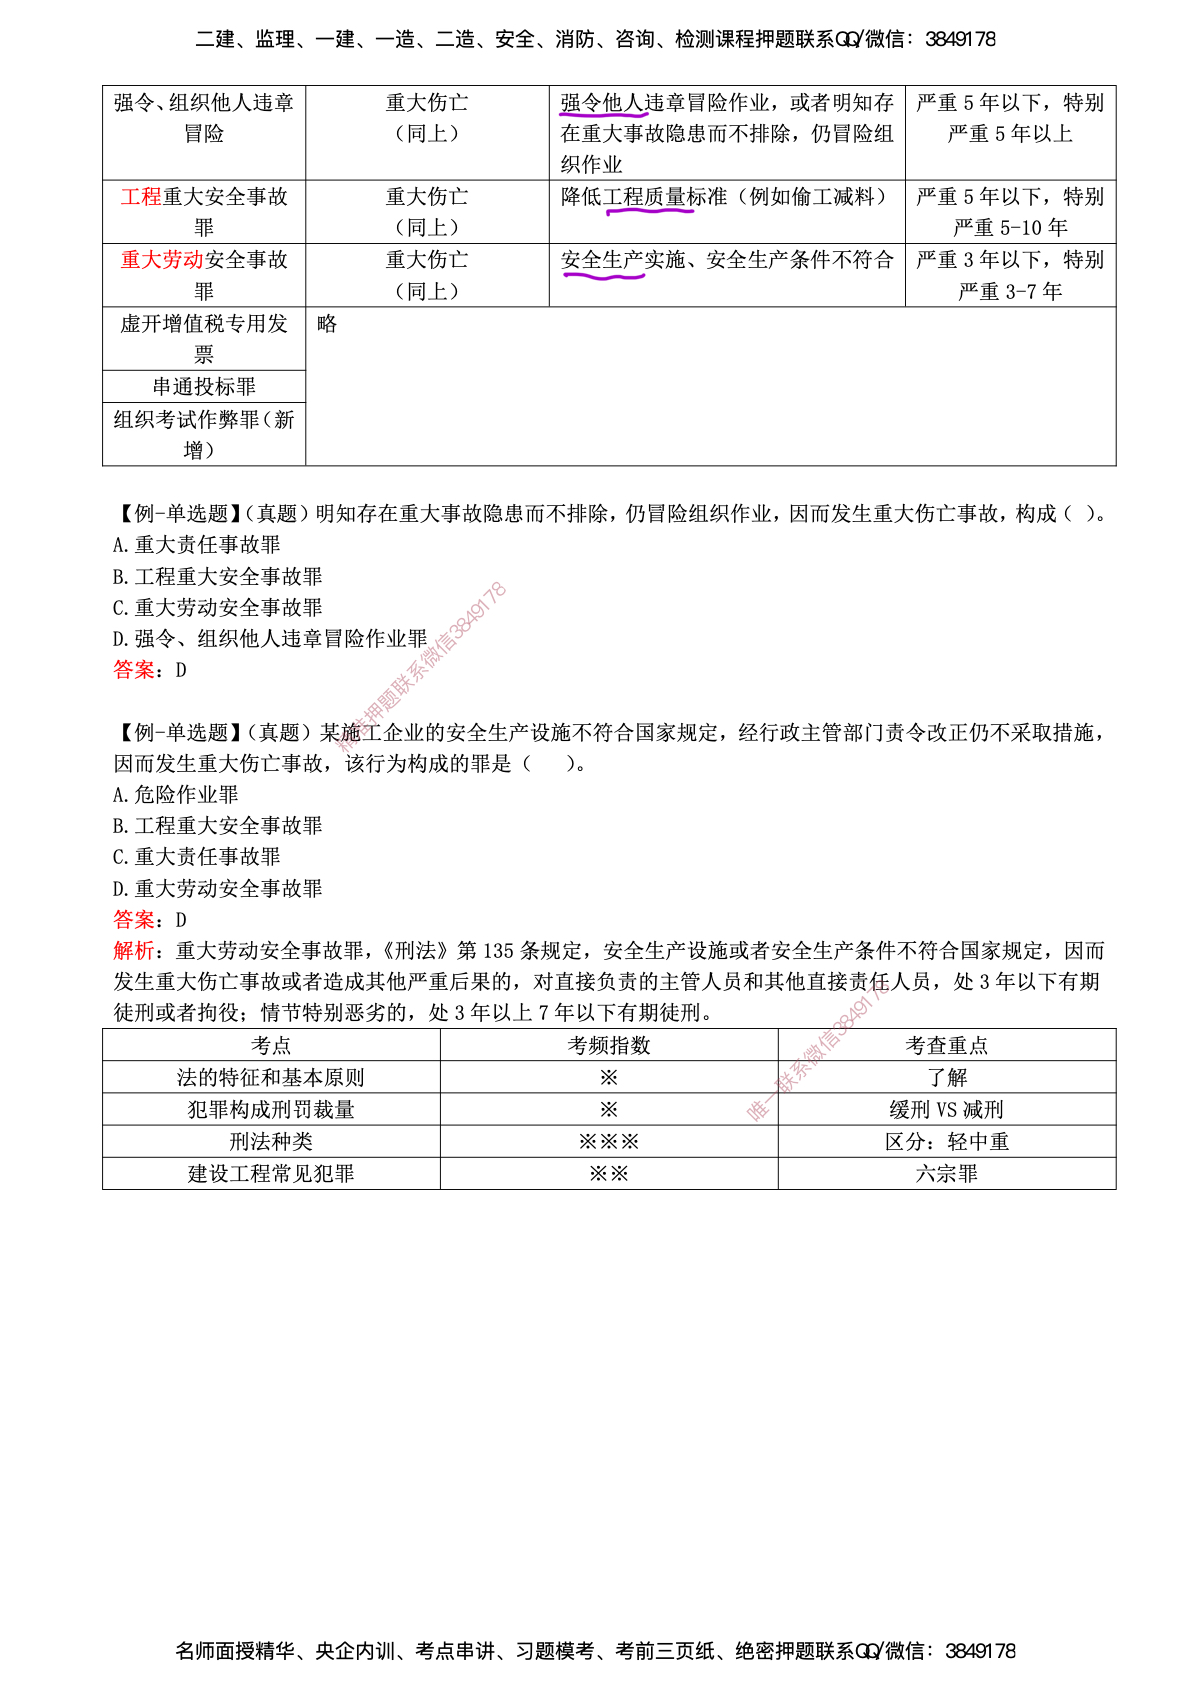 二建、监理、一建、一造、二造、安全、消防、咨询、检测课程押题联系QQ/微信：3849178
强令、组织他人违章
冒险
重大伤亡
（同上）
强令他人违章冒险作业，或者明知存
在重大事故隐患而不排除，仍冒险组
织作业
严重 5 年以下，特别
严重 5 年以上
工程重大安全事故
罪
重大伤亡
（同上）
降低工程质量标准（例如偷工减料）
严重 5 年以下，特别
严重 5-10 年
重大劳动安全事故
罪
重大伤亡
（同上）
安全生产实施、安全生产条件不符合
严重 3 年以下，特别
严重 3-7 年
虚开增值税专用发
票
略
串通投标罪
组织考试作弊罪（新
增）
【例-单选题】（真题）明知存在重大事故隐患而不排除，仍冒险组织作业，因而发生重大伤亡事故，构成（ ）。
A.重大责任事故罪
B.工程重大安全事故罪
C.重大劳动安全事故罪
D.强令、组织他人违章冒险作业罪
答案：D
精准押题联系微信3849178
【例-单选题】（真题）某施工企业的安全生产设施不符合国家规定，经行政主管部门责令改正仍不采取措施，
因而发生重大伤亡事故，该行为构成的罪是（ ）。
A.危险作业罪
B.工程重大安全事故罪
C.重大责任事故罪
D.重大劳动安全事故罪
答案：D
解析：重大劳动安全事故罪，《刑法》第 135 条规定，安全生产设施或者安全生产条件不符合国家规定，因而
发生重大伤亡事故或者造成其他严重后果的，对直接负责的主管人员和其他直接责任人员，处 3 年以下有期
徒刑或者拘役；情节特别恶劣的，处 3 年以上 7 年以下有期徒刑。
唯一联系微信3849178
考点 考频指数 考查重点
法的特征和基本原则 ※ 了解
犯罪构成刑罚裁量 ※ 缓刑 VS 减刑
刑法种类 ※※※ 区分：轻中重
建设工程常见犯罪 ※※ 六宗罪
名师面授精华、央企内训、考点串讲、习题模考、考前三页纸、绝密押题联系QQ/微信：3849178